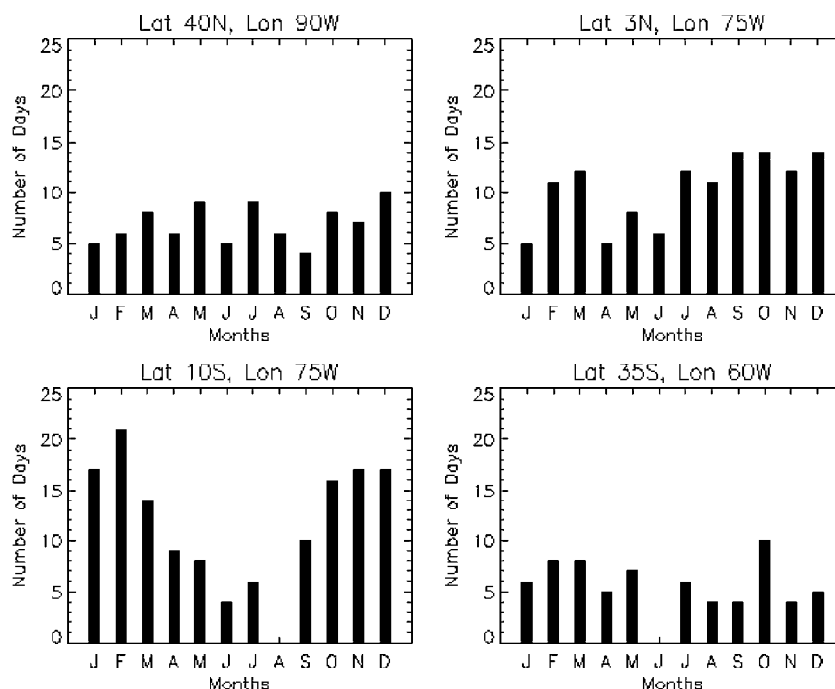 Lat 40N, Lon 90W
25
20
15
10
5
0
Number of Days
J F M A M J J A S O N D
Months
Lat 3N, Lon 75W
25
20
15
10
5
0
Number of Days
J F M A M J J A S O N D
Months
Lat 10S, Lon 75W
25
20
15
10
5
0
Number of Days
J F M A M J J A S O N D
Months
Lat 35S, Lon 60W
25
20
15
10
5
0
Number of Days
J F M A M J J A S O N D
Months